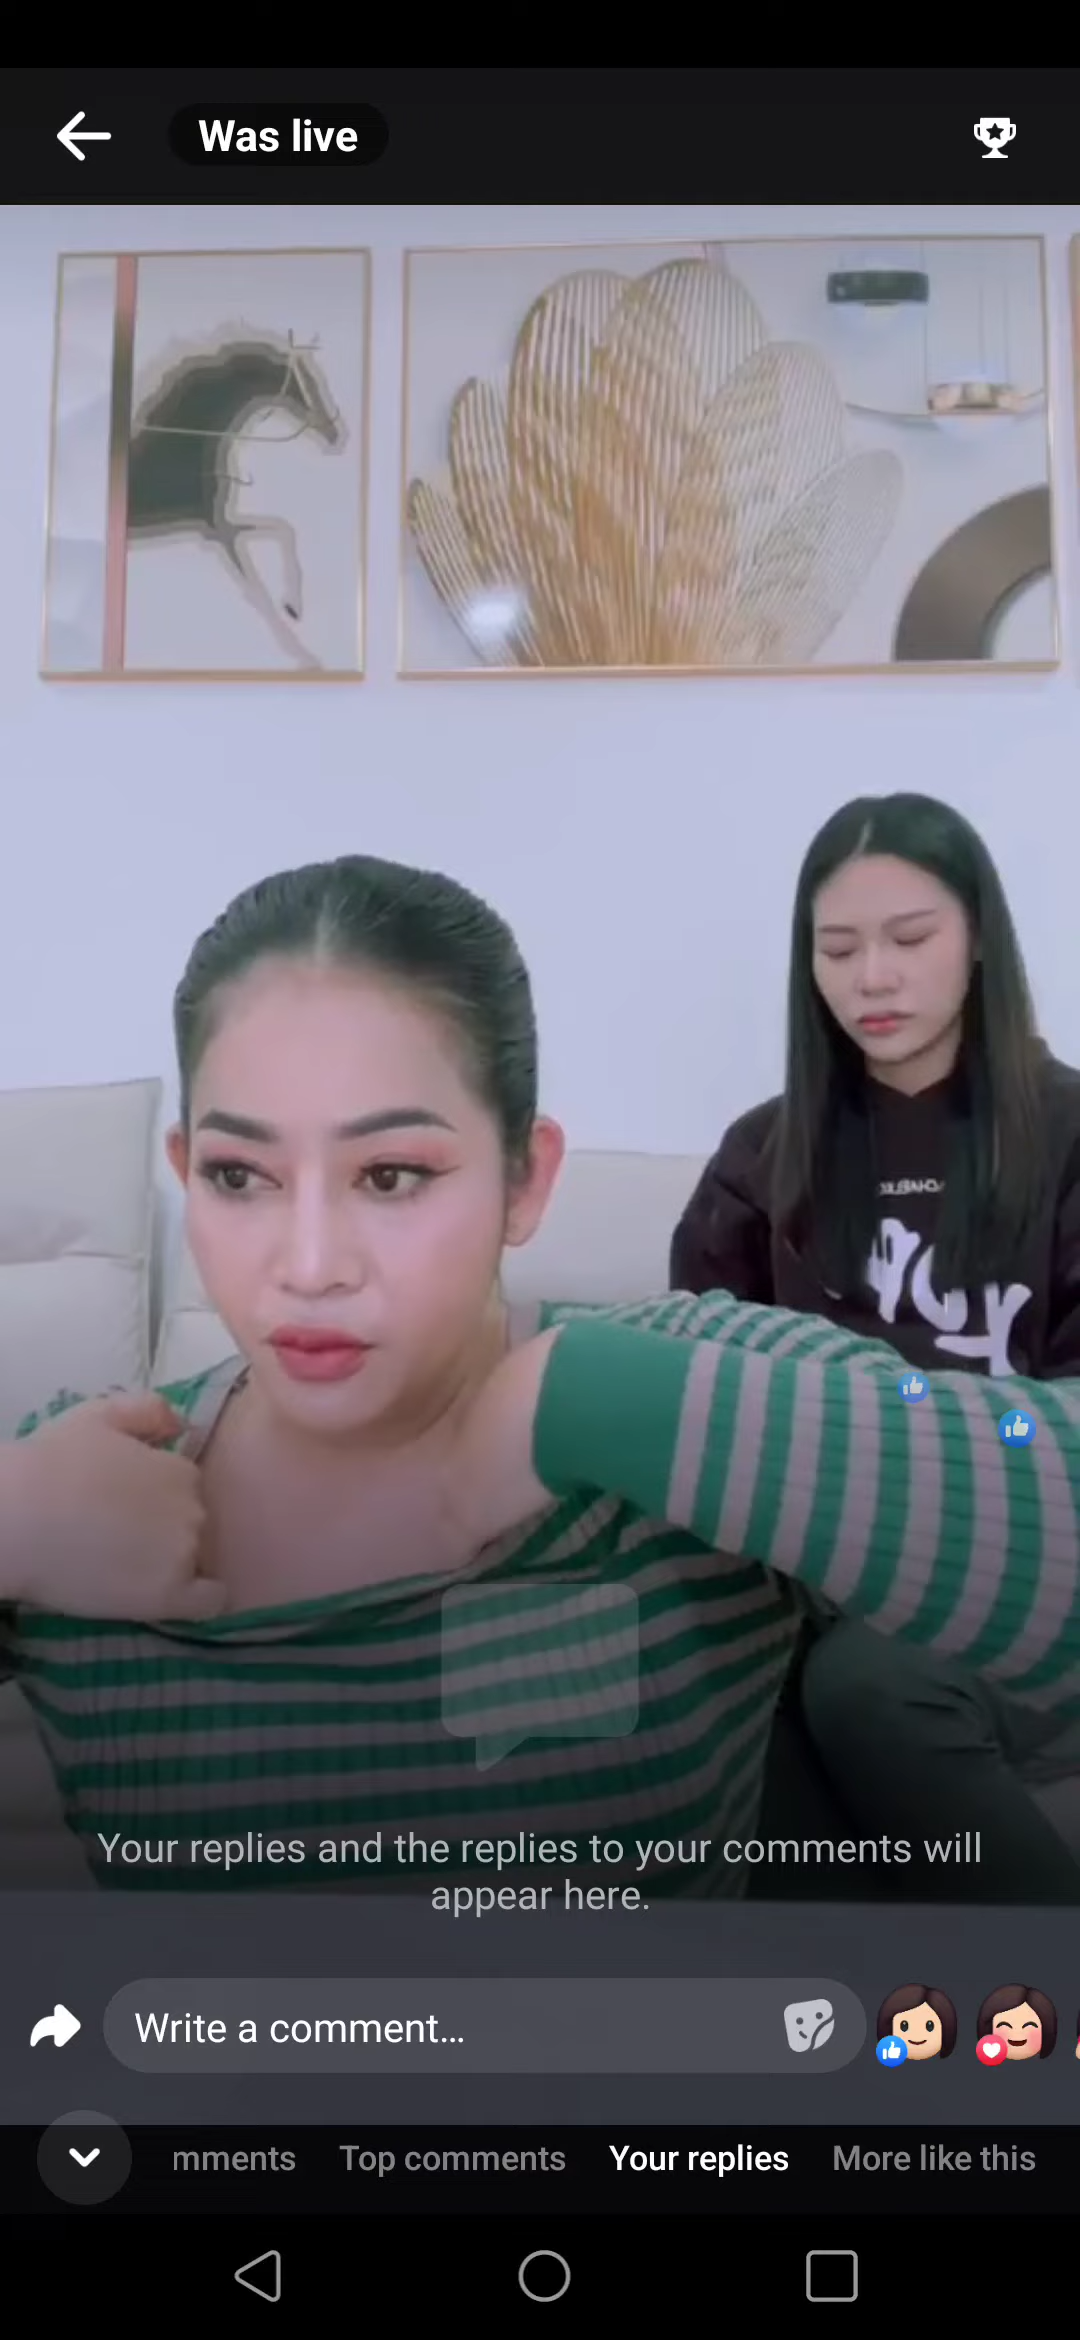 Was live
Your replies and the replies to your comments will
appear here.
Write a comment...
mments
Top comments
Your replies
More like this